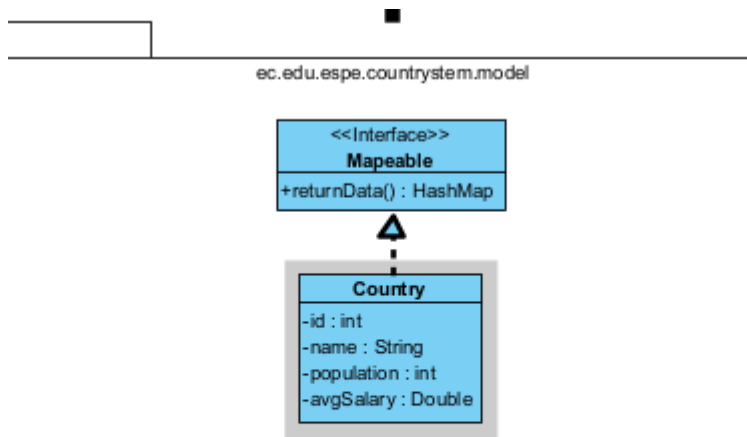 ec.edu.espe.countrystem.model
<<Interface>>
Mapeable
+returnData() : HashMap
Country
-id : int
-name : String
-population : int
-avgSalary : Double